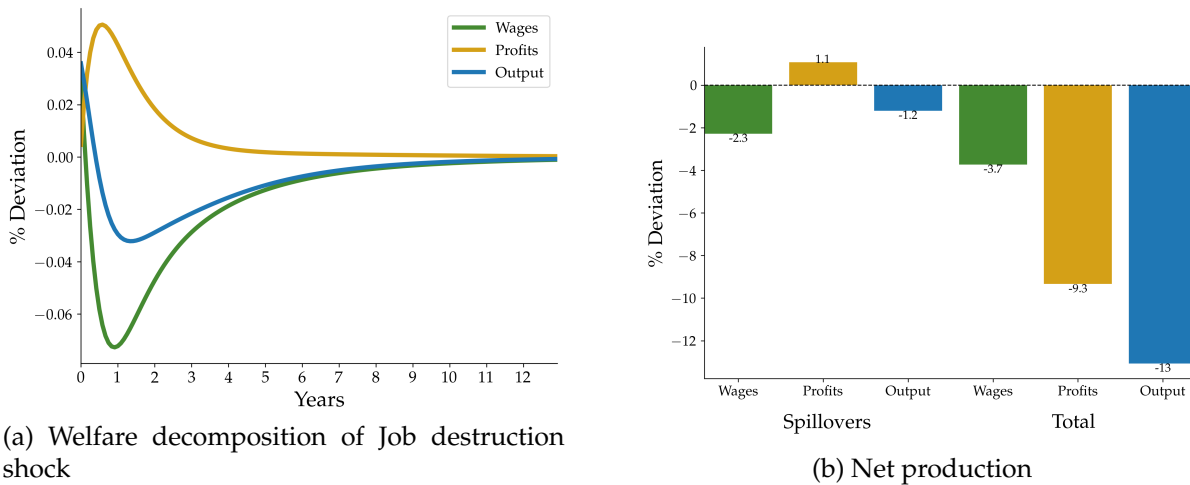 Wages
Profits
Output
0.04
0.02
0.00
−0.02
−0.04
−0.06
% Deviation
0 1 2 3 4 5 6 7 8 9 10 11 12
Years
(a) Welfare decomposition of Job destruction
shock
0
−2
−4
−6
−8
−10
−12
% Deviation
-2.3
1.1
-1.2
-3.7
-9.3
-13
Wages Profits Output Wages Profits Output
Spillovers Total
(b) Net production